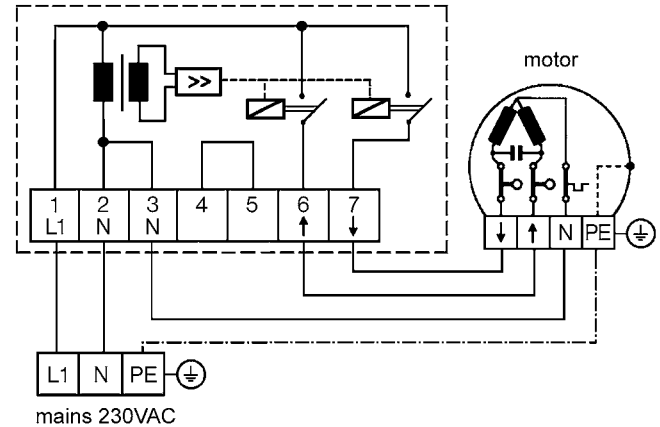 motor
>>
1 2 3 4 5 6 7
L1 N N ↑ ↓
↓ ↑ N PE
L1 N PE
mains 230VAC